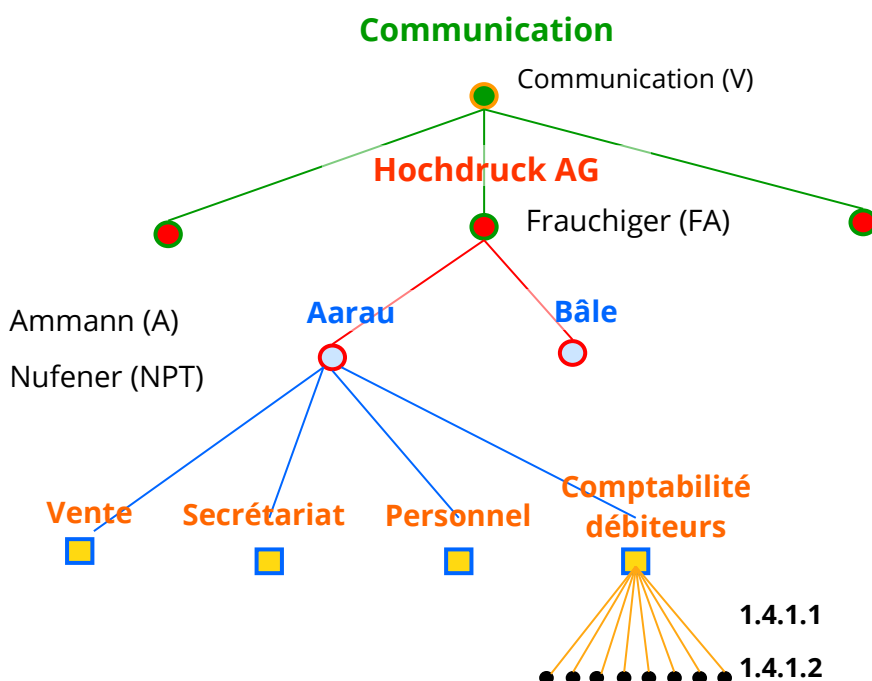 Communication
Communication (V)
Hochdruck AG
Frauchiger (FA)
Aarau
Bâle
Ammann (A)
Nufener (NPT)
Vente
Secrétariat
Personnel
Comptabilité
débiteurs
1.4.1.1
1.4.1.2